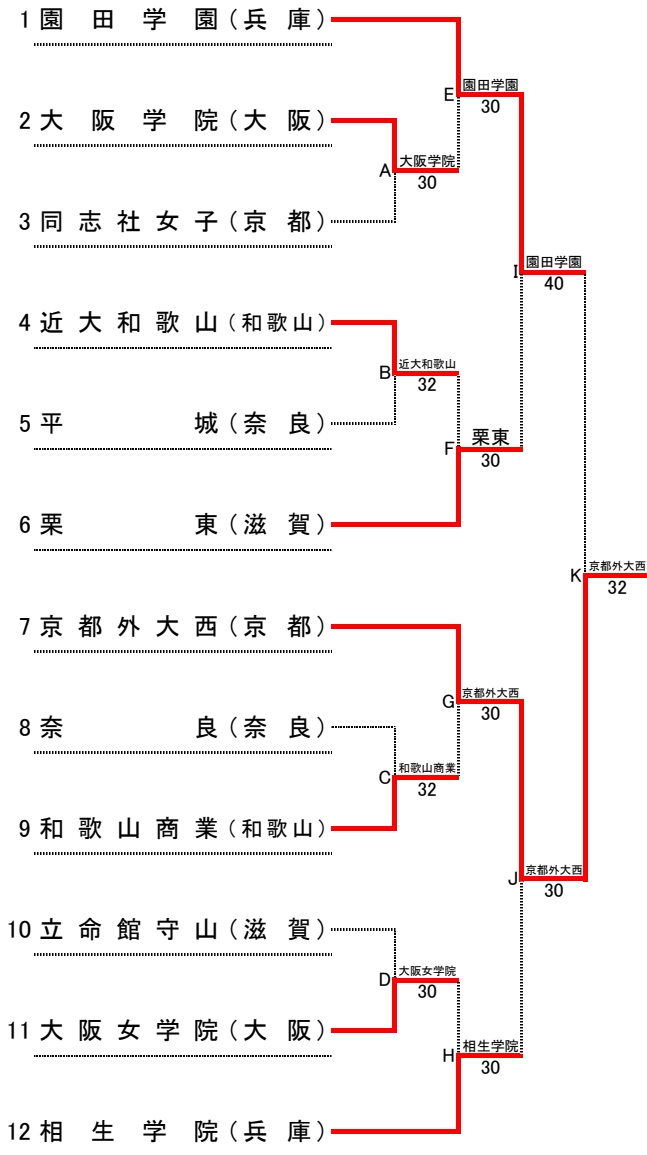 1 園田学園(兵庫)
E 園田学園
30
2 大阪学院(大阪)
A 大阪学院
30
3 同志社女子(京都)
I 園田学園
40
4 近大和歌山(和歌山)
B 近大和歌山
32
5 平城(奈良)
F 栗東
30
6 栗東(滋賀)
K 京都外大西
32
7 京都外大西(京都)
G 京都外大西
30
8 奈良(奈良)
C 和歌山商業
32
9 和歌山商業(和歌山)
J 京都外大西
30
10 立命館守山(滋賀)
D 大阪女学院
30
11 大阪女学院(大阪)
H 相生学院
30
12 相生学院(兵庫)